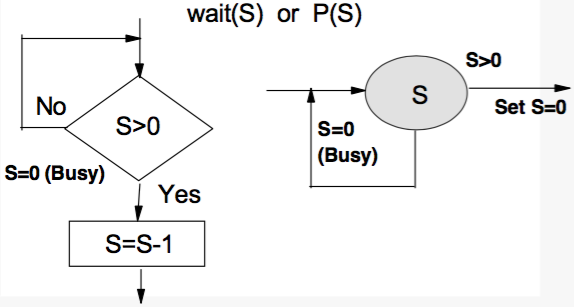 wait(S) or P(S)
No
S>0
S=0 (Busy)
Yes
S=S-1
S
S>0
Set S=0
S=0
(Busy)